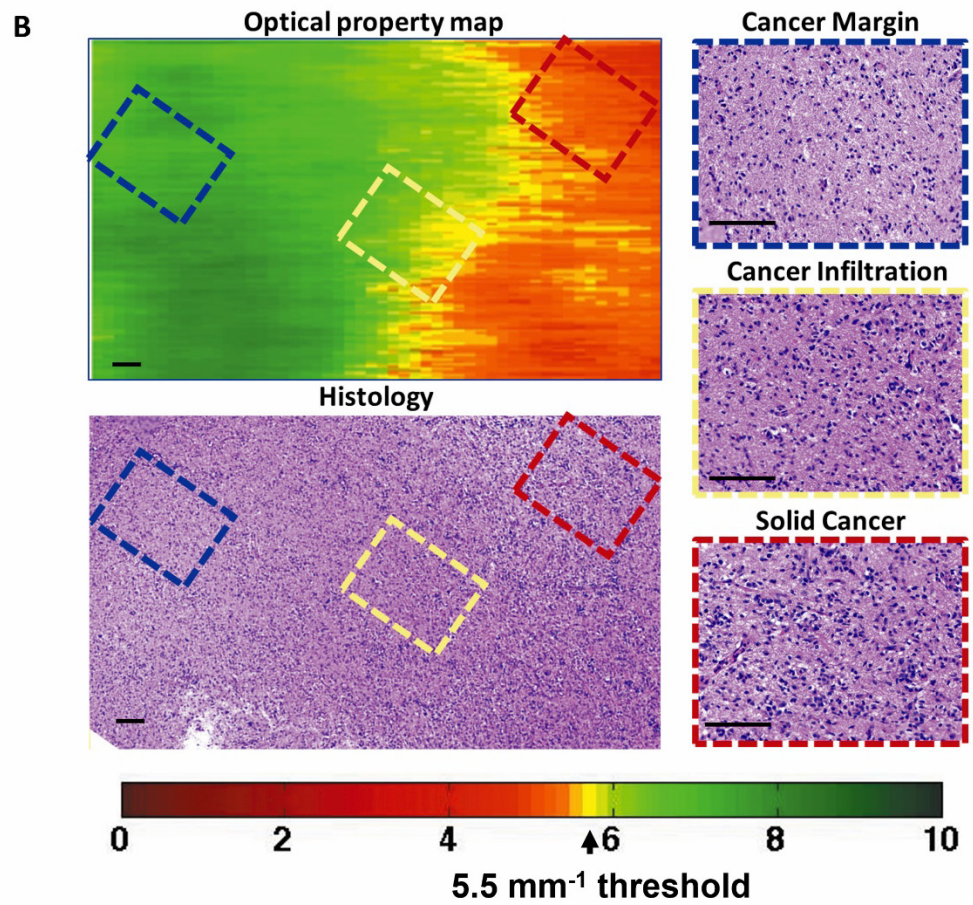 B
Optical property map
Cancer Margin
Cancer Infiltration
Histology
Solid Cancer
0 2 4 6 8 10
5.5 mm⁻¹ threshold